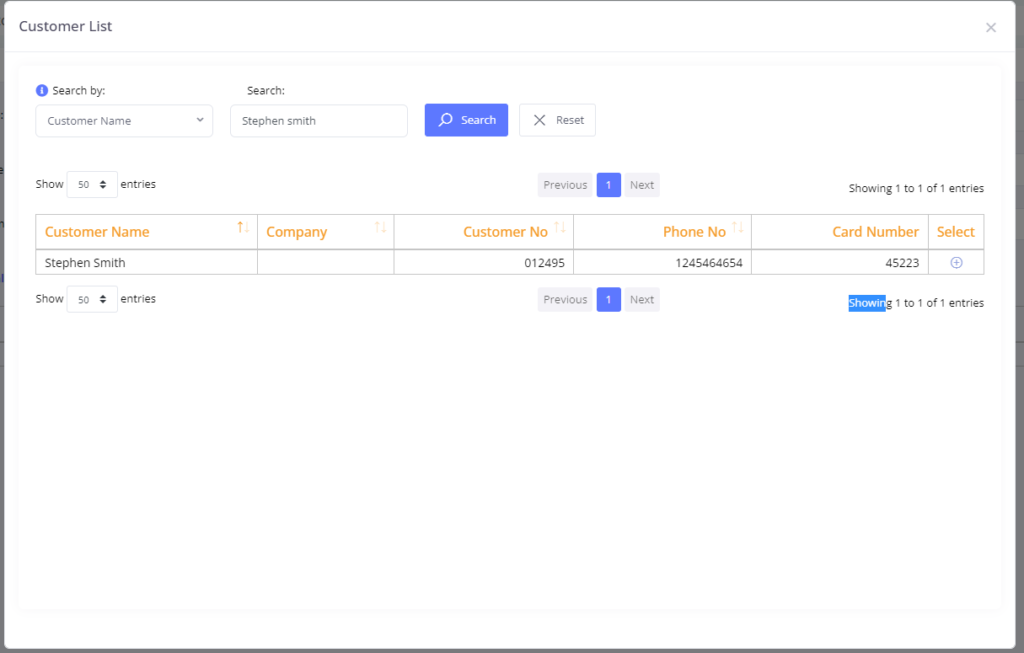 Customer List
Search by:
Search:
Customer Name
Stephen smith
Search
Reset
Show 50 entries
Previous 1 Next
Showing 1 to 1 of 1 entries
Customer Name Company Customer No Phone No Card Number Select
Stephen Smith 012495 1245464654 45223
Show 50 entries
Previous 1 Next
Showing 1 to 1 of 1 entries